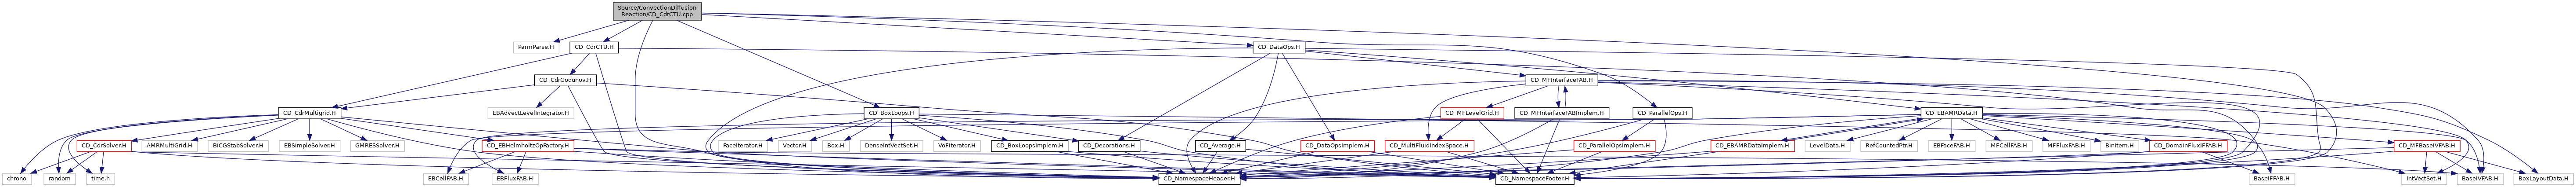 Source/ConvectionDiffusion
Reaction/CD_CdrCTU.cpp
ParmParse.H
CD_CdrCTU.H
CD_DataOps.H
CD_CdrGodunov.H
CD_MFInterfaceFAB.H
CD_CdrMultigrid.H
EBAdvectLevelIntegrator.H
CD_BoxLoops.H
CD_MFLevelGrid.H
CD_MFInterfaceFABImplem.H
CD_ParallelOps.H
CD_EBAMRData.H
CD_CdrSolver.H
AMRMultiGrid.H
BiCGStabSolver.H
EBSimpleSolver.H
GMRESSolver.H
CD_EBHelmholtzOpFactory.H
FaceIterator.H
Vector.H
Box.H
DenseIntVectSet.H
VoFIterator.H
CD_BoxLoopsImplem.H
CD_Decorations.H
CD_Average.H
CD_DataOpsImplem.H
CD_MultiFluidIndexSpace.H
CD_ParallelOpsImplem.H
CD_EBAMRDataImplem.H
LevelData.H
RefCountedPtr.H
EBFaceFAB.H
MFCellFAB.H
MFFluxFAB.H
BinItem.H
CD_DomainFluxIFFAB.H
CD_MFBaseIVFAB.H
chrono
random
time.h
EBCellFAB.H
EBFluxFAB.H
CD_NamespaceHeader.H
CD_NamespaceFooter.H
BaseIFFAB.H
IntVectSet.H
BaseIVFAB.H
BoxLayoutData.H